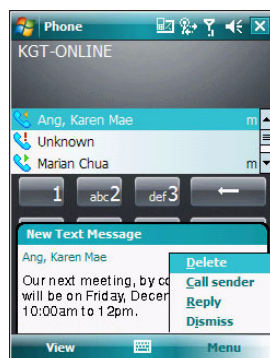 Phone
KGT-ONLINE
Ang, Karen Mae m
Unknown
Marian Chua m
1 abc2 def3
New Text Message
Ang, Karen Mae
Our next meeting, by co
will be on Friday, Decem
10:00am to 12pm.
Delete
Call sender
Reply
Dismiss
View Menu